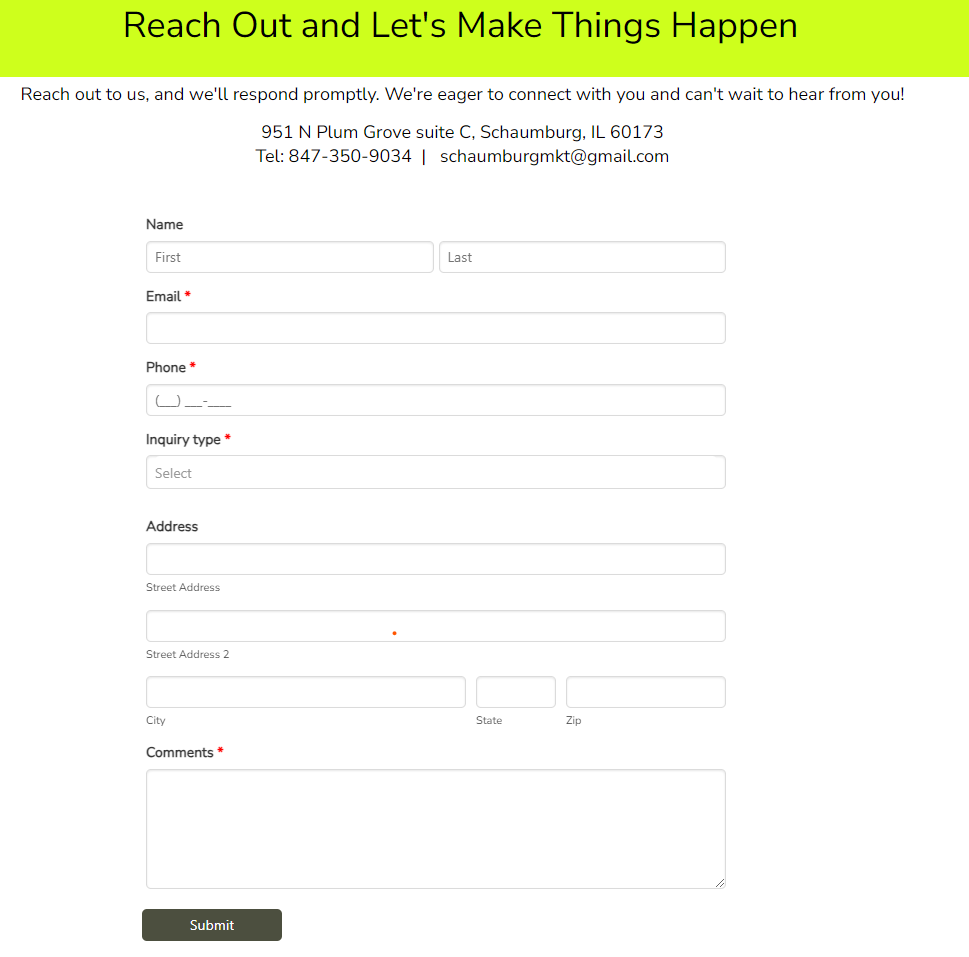 Reach Out and Let's Make Things Happen
Reach out to us, and we'll respond promptly. We're eager to connect with you and can't wait to hear from you!
951 N Plum Grove suite C, Schaumburg, IL 60173
Tel: 847-350-9034 | schaumburgmkt@gmail.com
Name
First Last
Email *
Phone *
(___) ___-____
Inquiry type *
Select
Address
Street Address
Street Address 2
City State Zip
Comments *
Submit